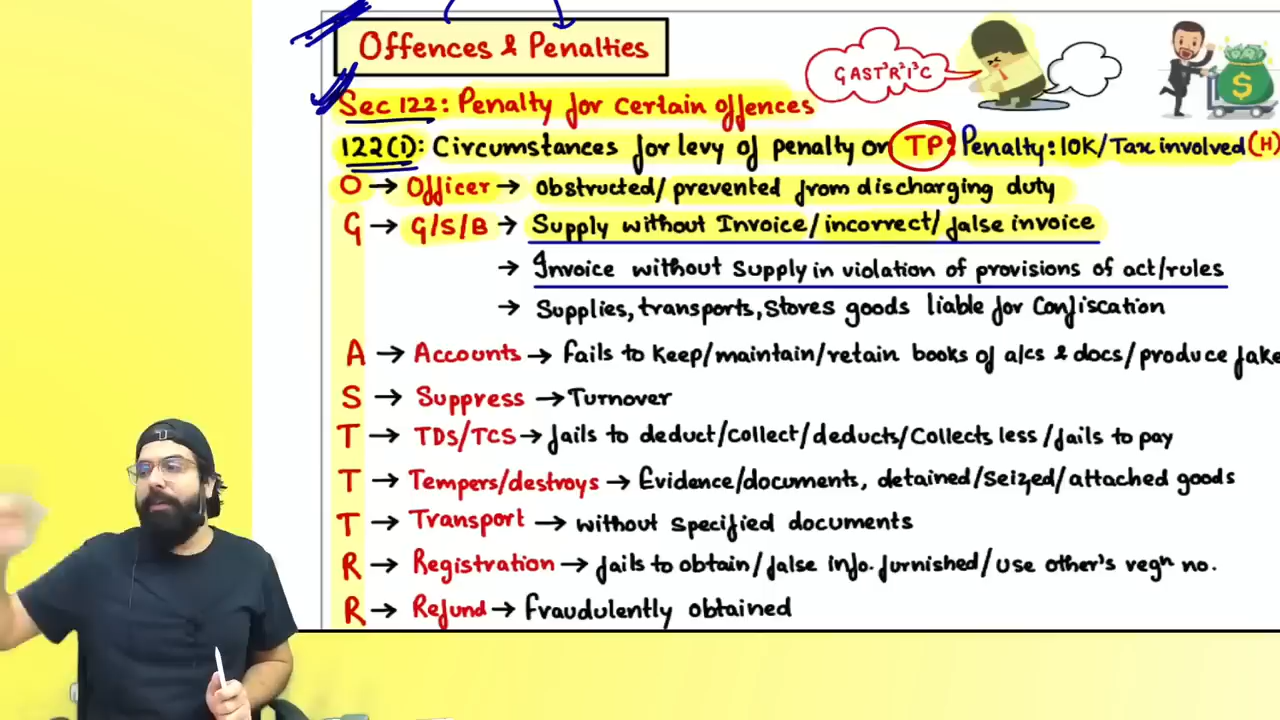 Offences & Penalties
GAST³R²I³C
Sec 122: Penalty for certain offences
122(1): Circumstances for levy of penalty on TP: Penalty: 10K/Tax involved (H)
O → Officer → Obstructed/ prevented from discharging duty
G → G/S/B → Supply without Invoice/ incorrect/ false invoice
→ Invoice without supply in violation of provisions of act/rules
→ Supplies, transports, Stores goods liable for Confiscation
A → Accounts → Fails to keep/maintain/retain books of a/cs & docs/produce fake
S → Suppress → Turnover
T → TDS/TCS → fails to deduct/collect/deducts/Collects less/fails to pay
T → Tempers/destroys → Evidence/documents, detained/Seized/attached goods
T → Transport → without specified documents
R → Registration → fails to obtain/false info. furnished/use other's regⁿ no.
R → Refund → fraudulently obtained